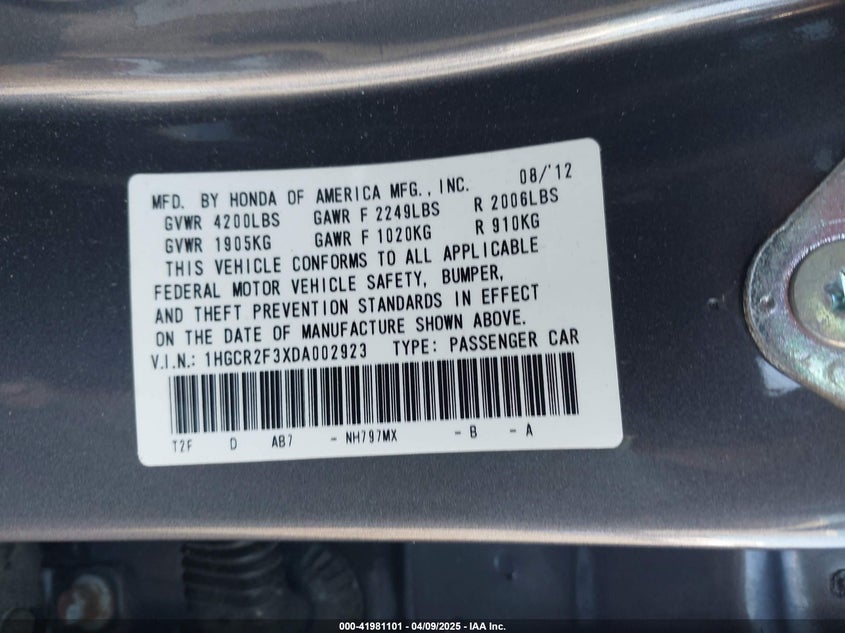 MFD. BY HONDA OF AMERICA MFG., INC. 08/'12
GVWR 4200LBS GAWR F 2249LBS R 2006LBS
GVWR 1905KG GAWR F 1020KG R 910KG
THIS VEHICLE CONFORMS TO ALL APPLICABLE
FEDERAL MOTOR VEHICLE SAFETY, BUMPER,
AND THEFT PREVENTION STANDARDS IN EFFECT
ON THE DATE OF MANUFACTURE SHOWN ABOVE.
V.I.N.: 1HGCR2F3XDA002923 TYPE: PASSENGER CAR
T2F D AB7 - NH797MX - B - A
000-41981101 - 04/09/2025 - IAA Inc.